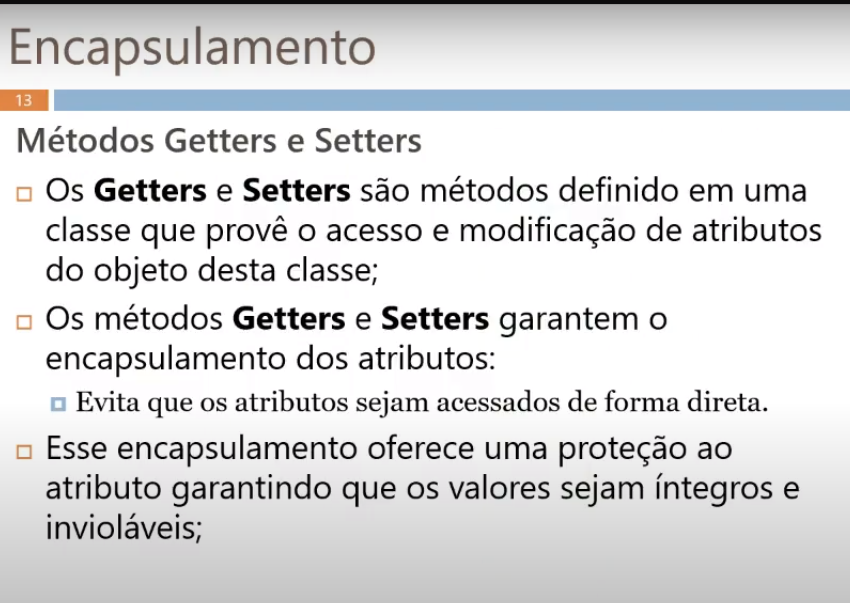 Encapsulamento
13
Métodos Getters e Setters
Os Getters e Setters são métodos definido em uma
classe que provê o acesso e modificação de atributos
do objeto desta classe;
Os métodos Getters e Setters garantem o
encapsulamento dos atributos:
Evita que os atributos sejam acessados de forma direta.
Esse encapsulamento oferece uma proteção ao
atributo garantindo que os valores sejam íntegros e
invioláveis;